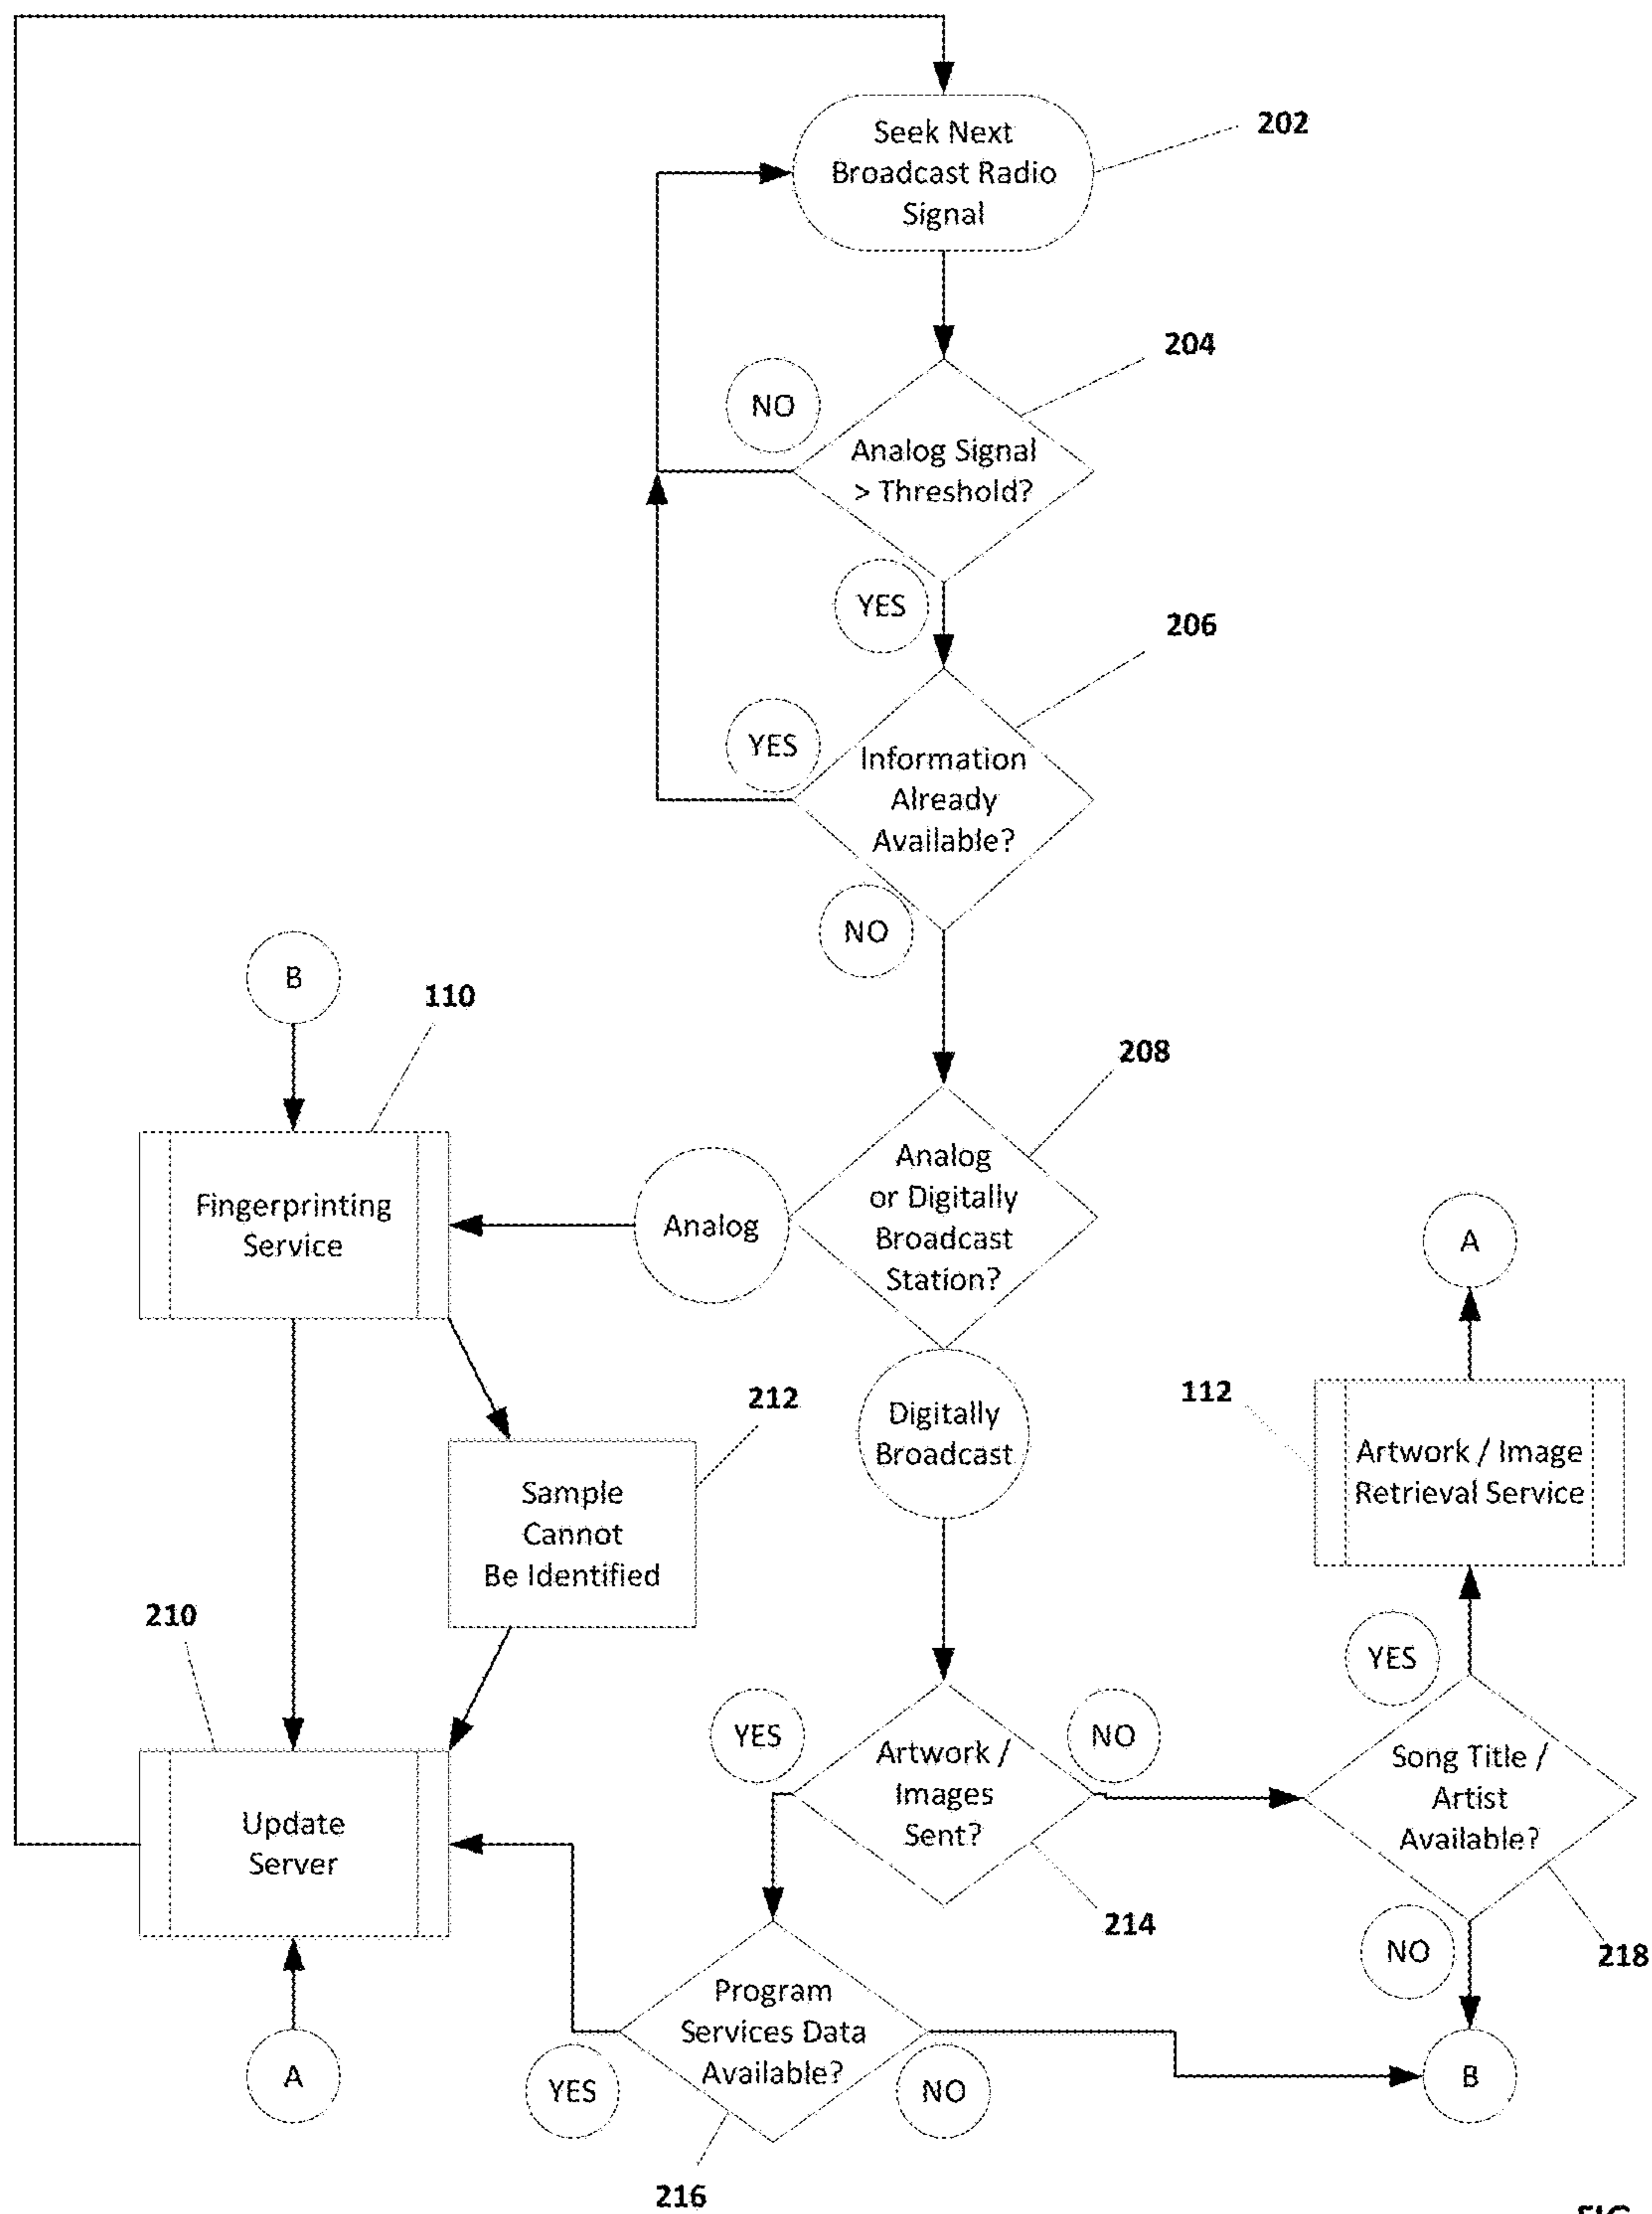 Seek Next
Broadcast Radio
Signal
202
204
NO
Analog Signal
> Threshold?
YES
206
YES
Information
Already
Available?
NO
B
110
208
Fingerprinting
Service
Analog
Analog
or Digitally
Broadcast
Station?
A
Digitally
Broadcast
212
112
Artwork / Image
Retrieval Service
Sample
Cannot
Be Identified
210
YES
YES
Artwork /
Images
Sent?
NO
Song Title /
Artist
Available?
Update
Server
214
NO
218
Program
Services Data
Available?
A
YES
NO
B
216